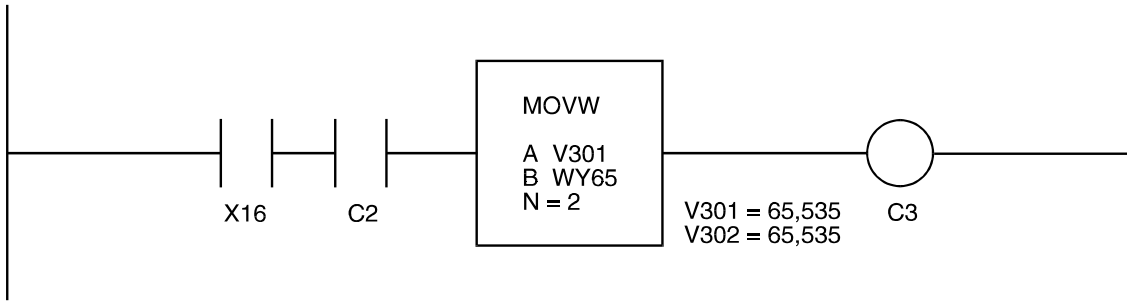 MOVW
A V301
B WY65
N = 2
X16
C2
V301 = 65,535
V302 = 65,535
C3